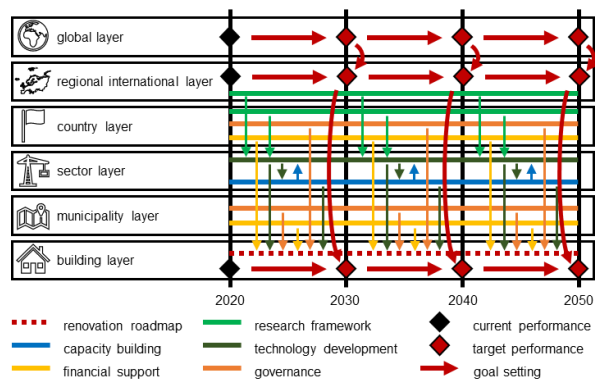 global layer
regional international layer
country layer
sector layer
municipality layer
building layer
2020 2030 2040 2050
renovation roadmap research framework current performance
capacity building technology development target performance
financial support governance goal setting